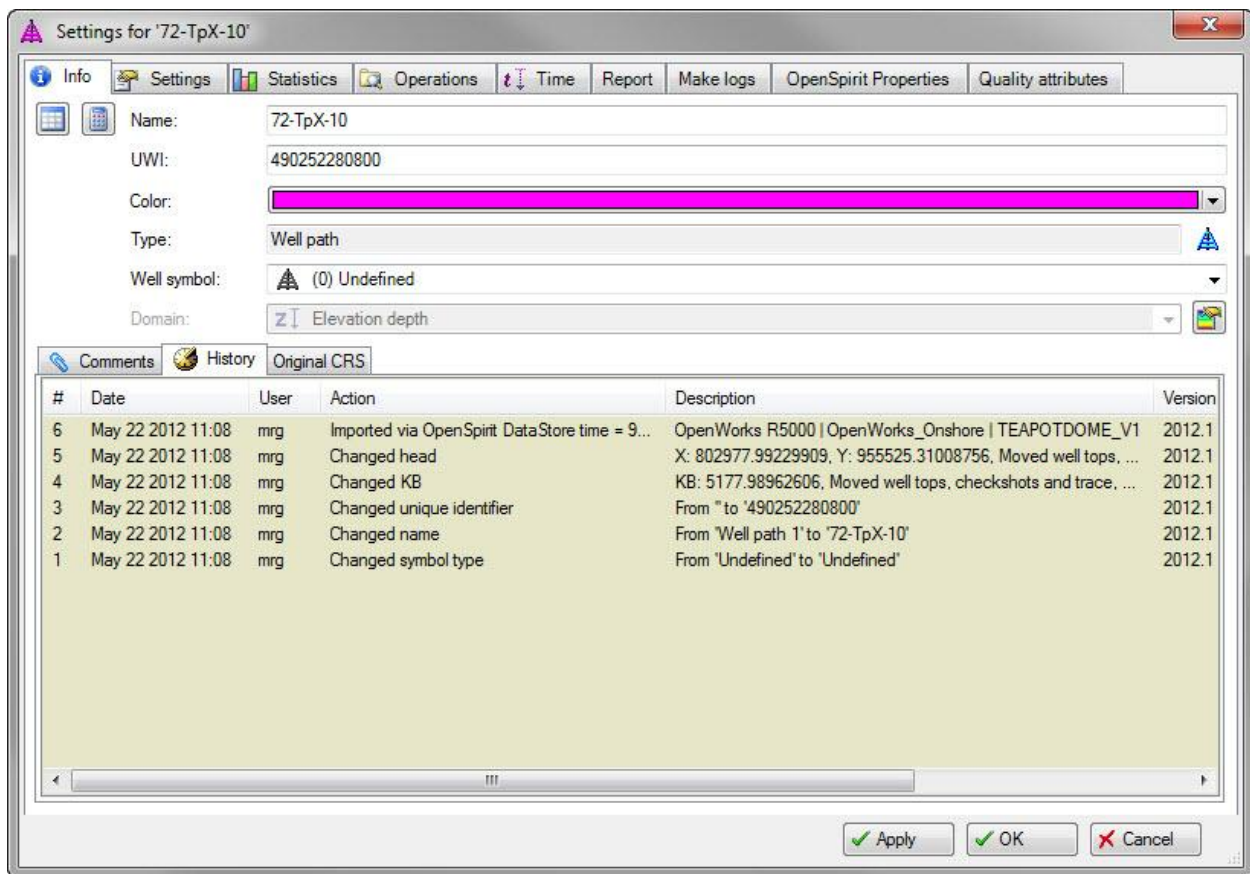 Settings for '72-TpX-10'
Info Settings Statistics Operations Time Report Make logs OpenSpirit Properties Quality attributes
Name: 72-TpX-10
UWI: 490252280800
Color:
Type: Well path
Well symbol: (0) Undefined
Domain: Elevation depth
Comments History Original CRS
# Date User Action Description Version
6 May 22 2012 11:08 mrg Imported via OpenSpirit DataStore time = 9... OpenWorks R5000 | OpenWorks_Onshore | TEAPOTDOME_V1 2012.1
5 May 22 2012 11:08 mrg Changed head X: 802977.99229909, Y: 955525.31008756, Moved well tops, ... 2012.1
4 May 22 2012 11:08 mrg Changed KB KB: 5177.98962606, Moved well tops, checkshots and trace, ... 2012.1
3 May 22 2012 11:08 mrg Changed unique identifier From '' to '490252280800' 2012.1
2 May 22 2012 11:08 mrg Changed name From 'Well path 1' to '72-TpX-10' 2012.1
1 May 22 2012 11:08 mrg Changed symbol type From 'Undefined' to 'Undefined' 2012.1
Apply OK Cancel